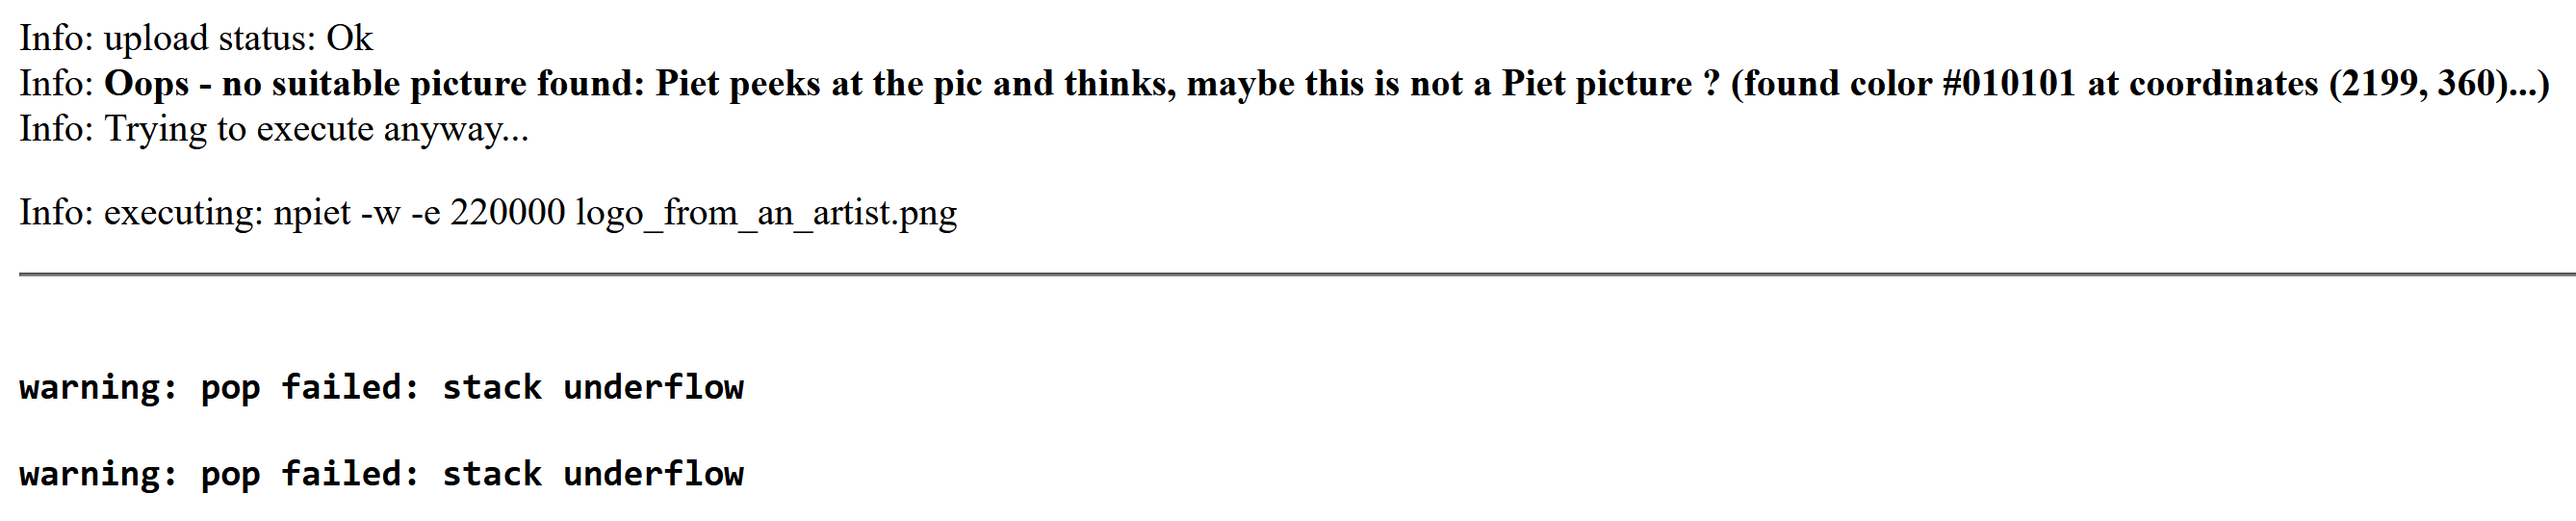 Info: upload status: Ok
Info: Oops - no suitable picture found: Piet peeks at the pic and thinks, maybe this is not a Piet picture ? (found color #010101 at coordinates (2199, 360)...)
Info: Trying to execute anyway...
Info: executing: npiet -w -e 220000 logo_from_an_artist.png
warning: pop failed: stack underflow
warning: pop failed: stack underflow